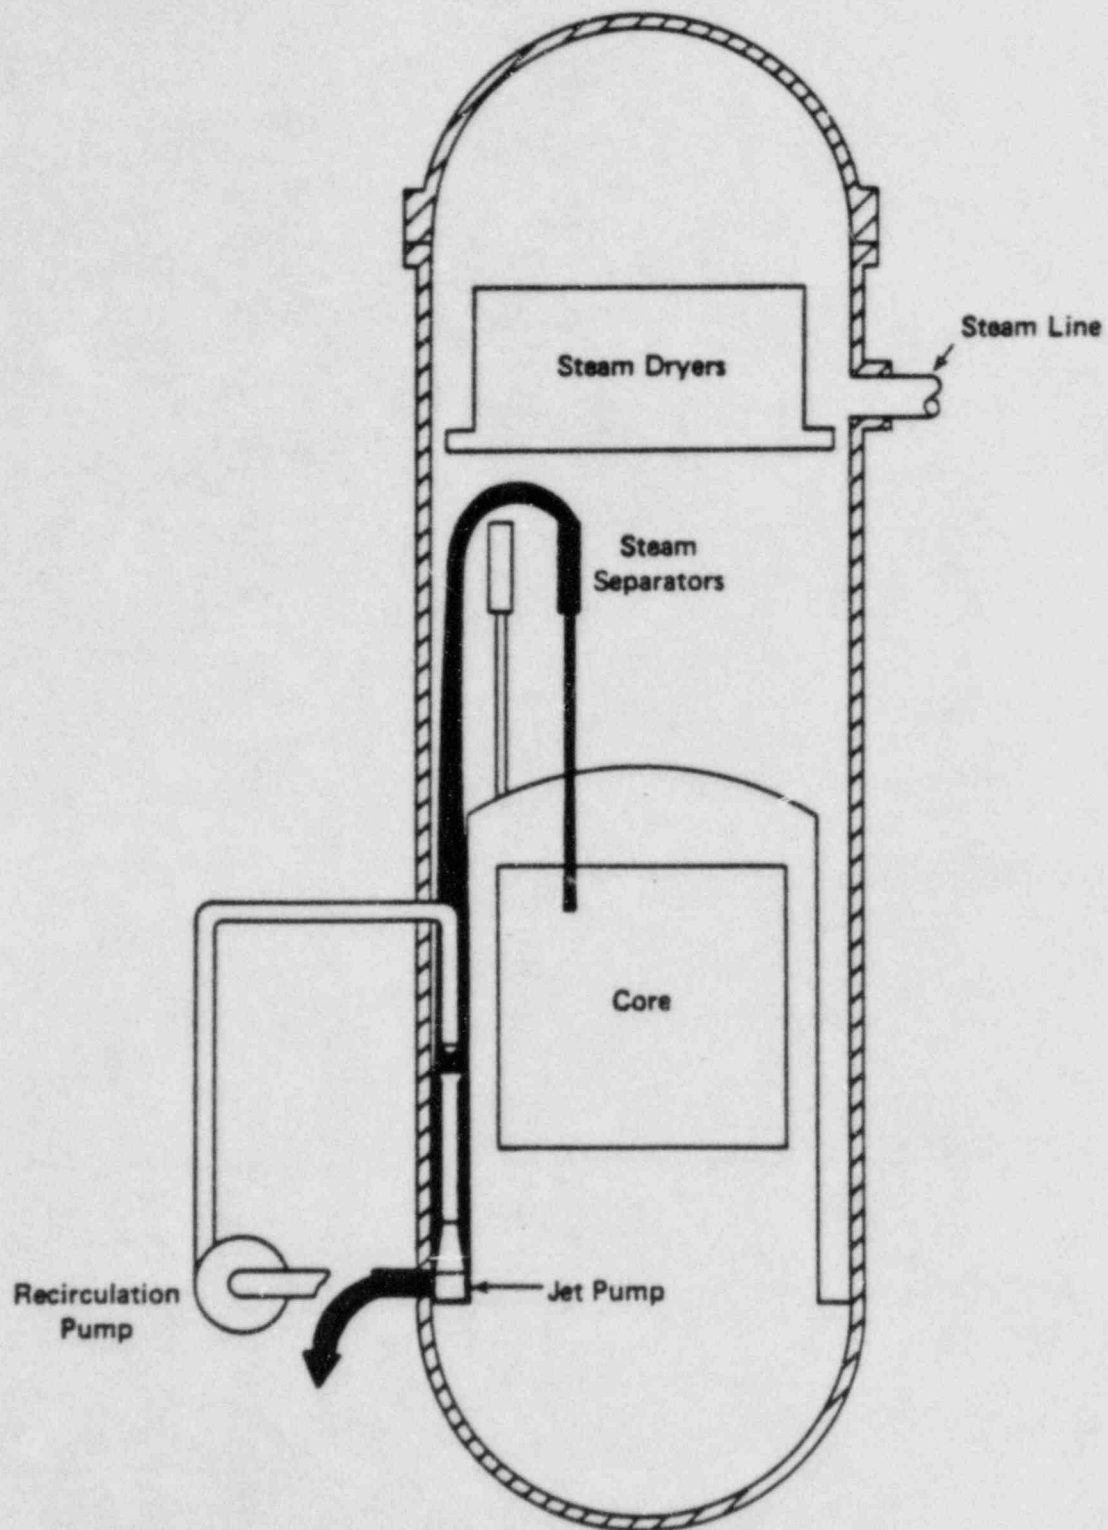 Steam Line
Steam Dryers
Steam
Separators
Core
Recirculation
Pump
Jet Pump